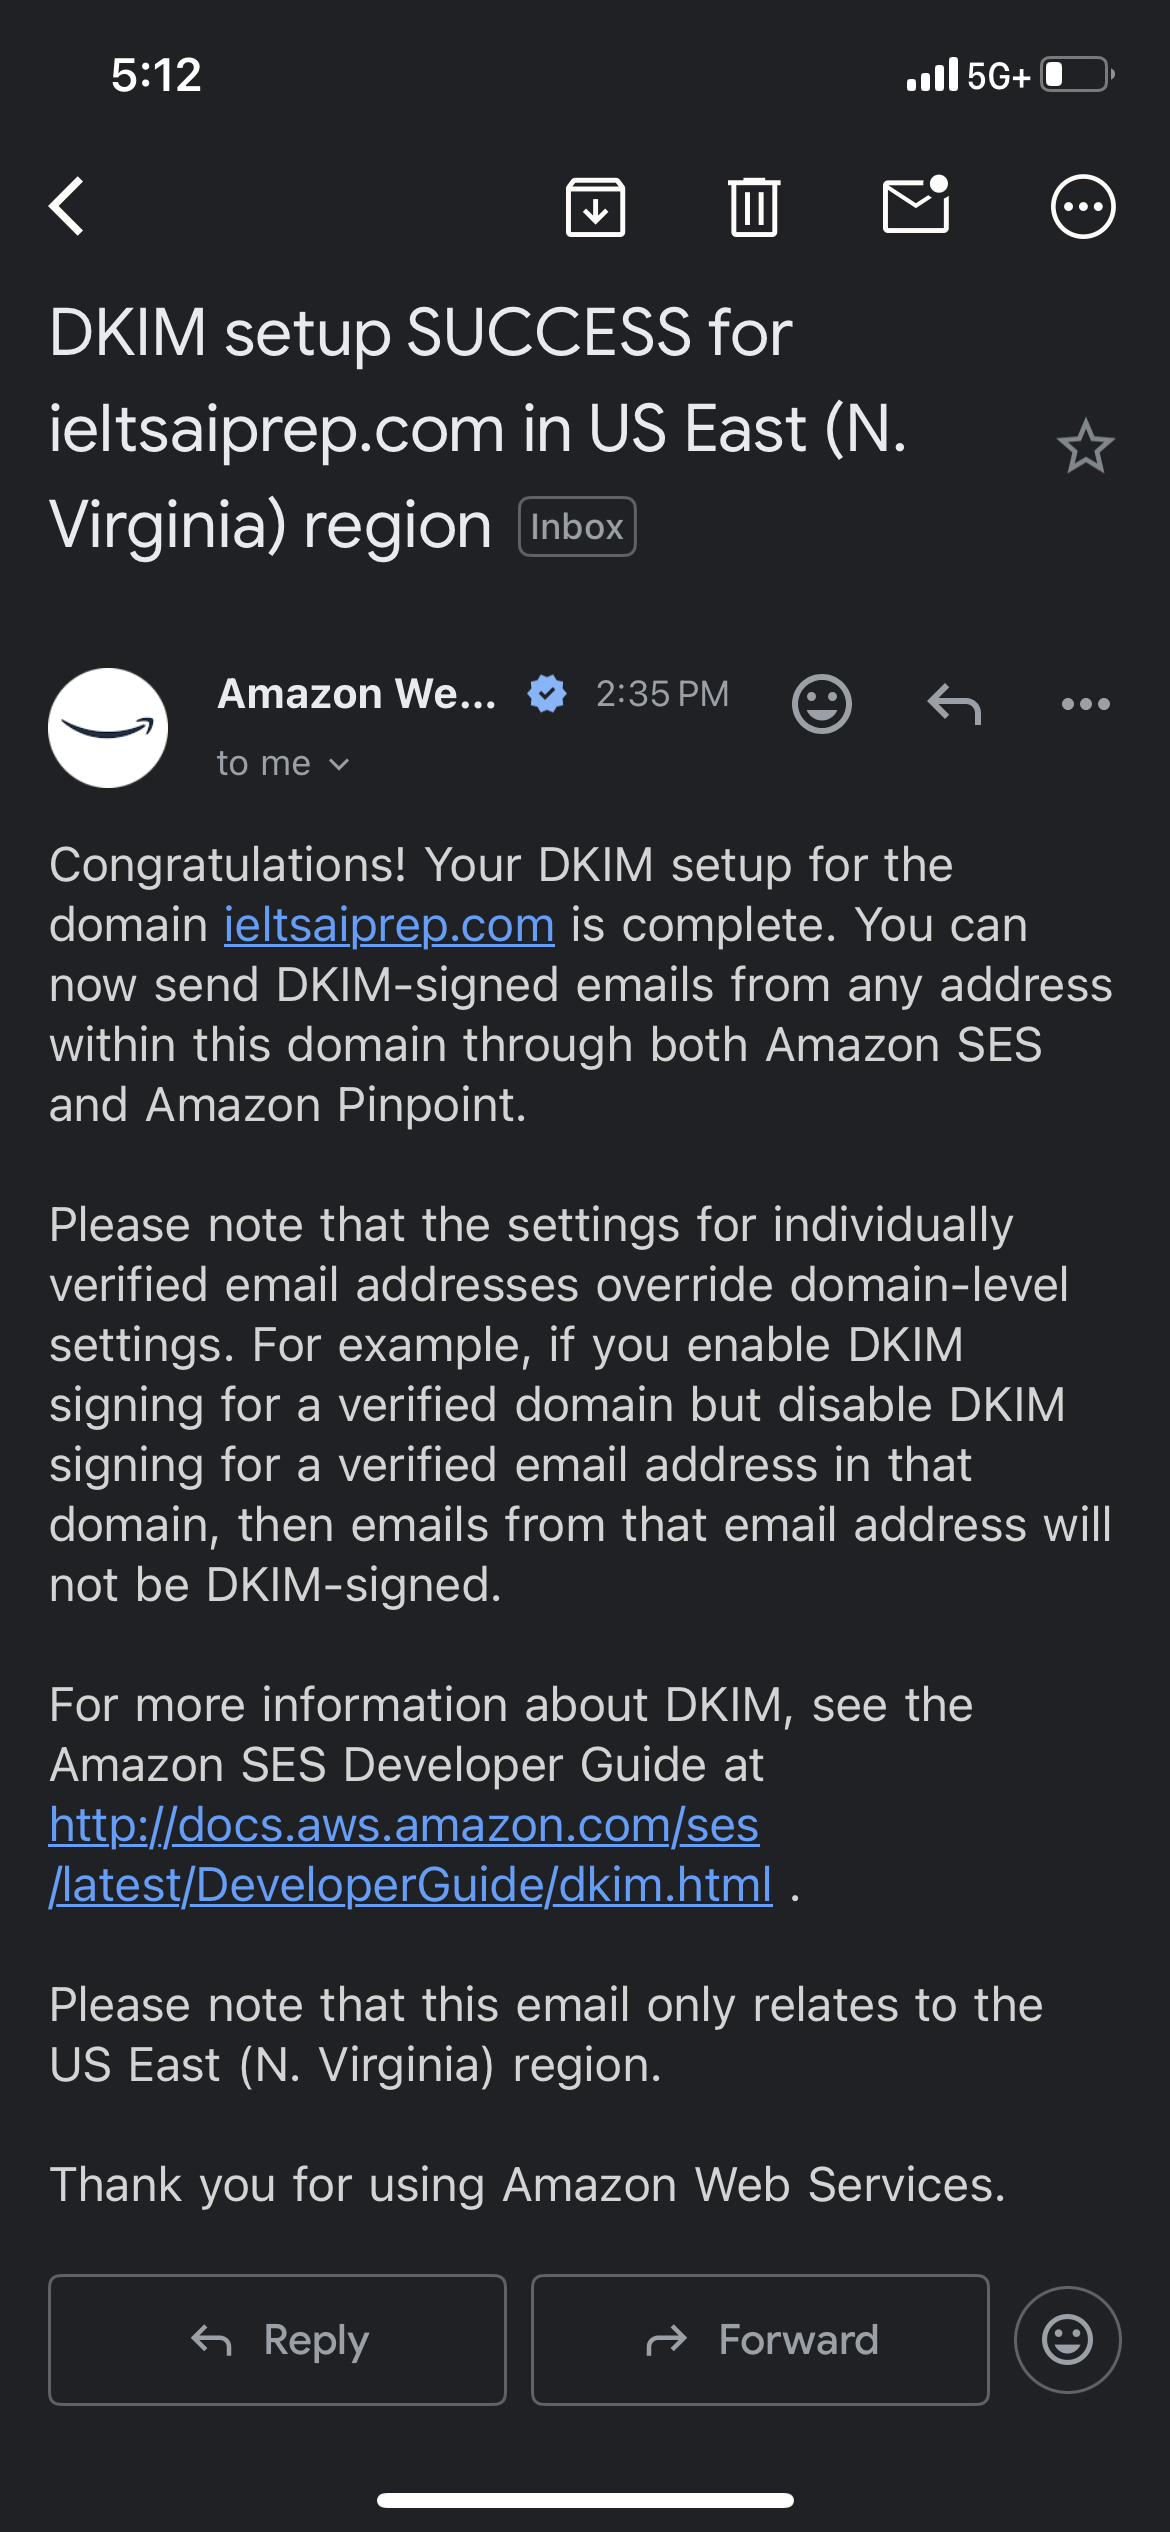 5:12
5G+
DKIM setup SUCCESS for
ieltsaiprep.com in US East (N.
Virginia) region Inbox
Amazon We... 2:35 PM
to me
Congratulations! Your DKIM setup for the
domain ieltsaiprep.com is complete. You can
now send DKIM-signed emails from any address
within this domain through both Amazon SES
and Amazon Pinpoint.
Please note that the settings for individually
verified email addresses override domain-level
settings. For example, if you enable DKIM
signing for a verified domain but disable DKIM
signing for a verified email address in that
domain, then emails from that email address will
not be DKIM-signed.
For more information about DKIM, see the
Amazon SES Developer Guide at
http://docs.aws.amazon.com/ses
/latest/DeveloperGuide/dkim.html .
Please note that this email only relates to the
US East (N. Virginia) region.
Thank you for using Amazon Web Services.
Reply
Forward